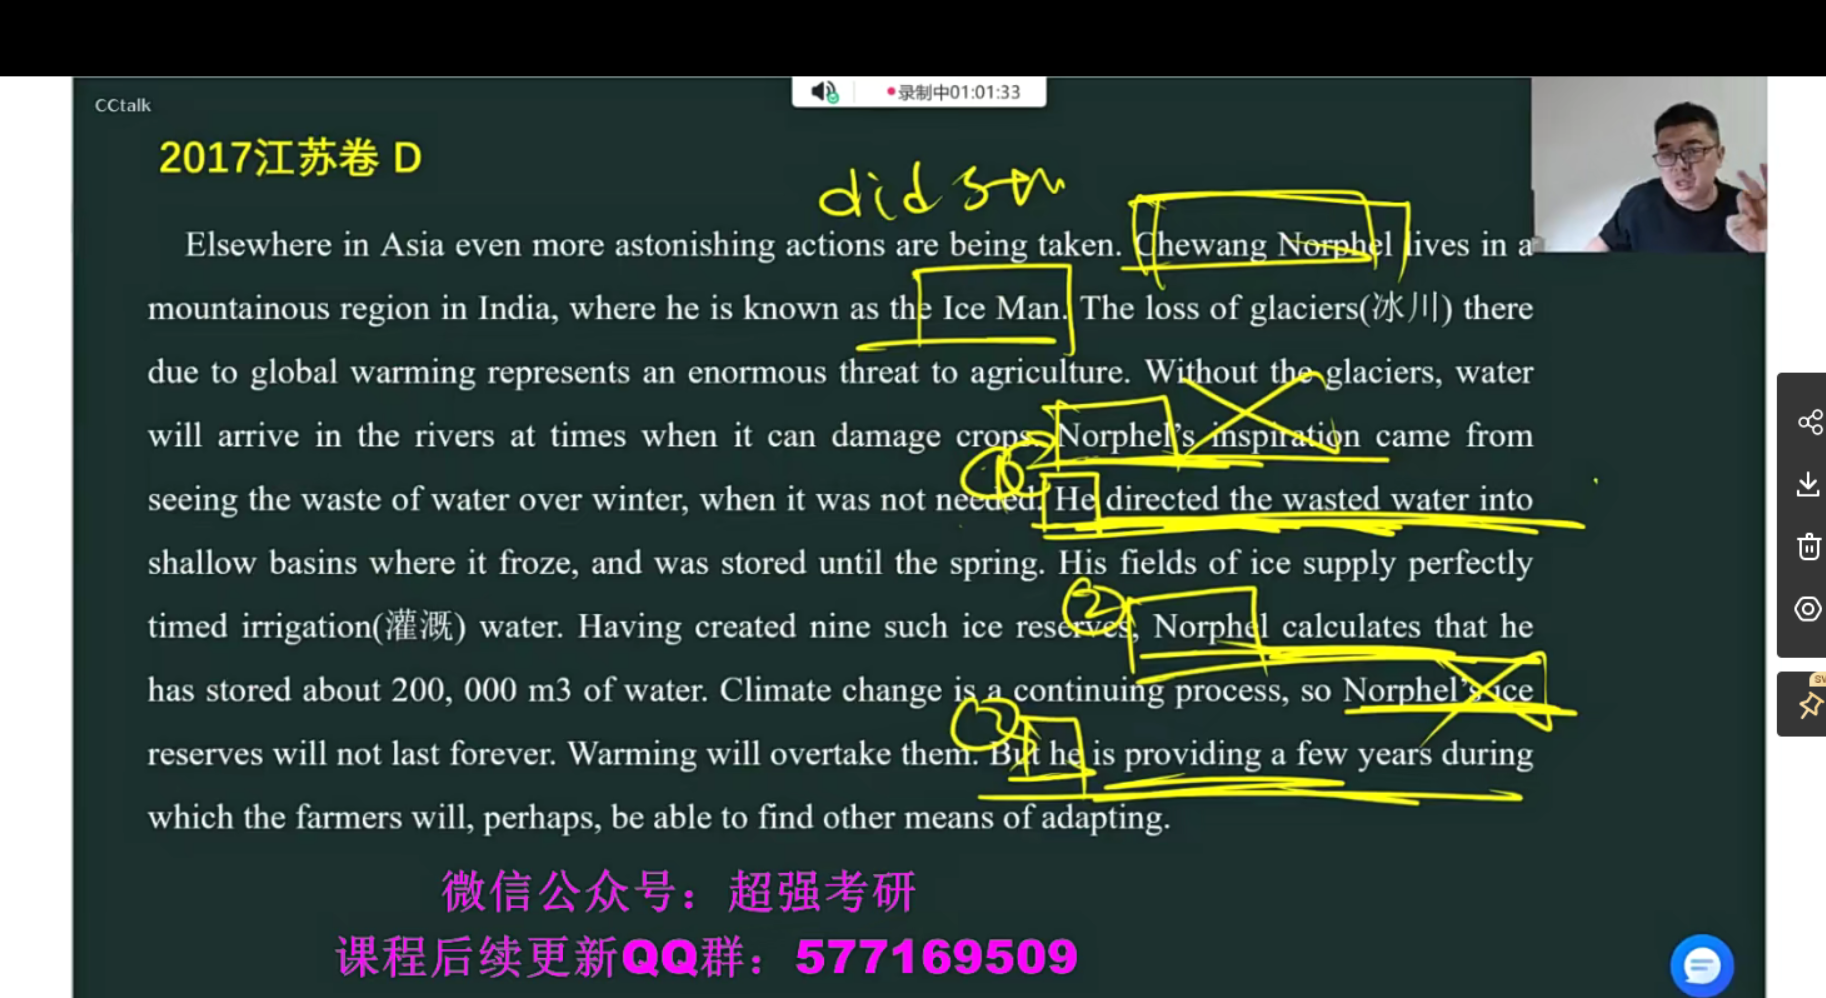 CCtalk
录制中01:01:33
2017江苏卷 D
did sth
Elsewhere in Asia even more astonishing actions are being taken. Chewang Norphel lives in a
mountainous region in India, where he is known as the Ice Man. The loss of glaciers(冰川) there
due to global warming represents an enormous threat to agriculture. Without the glaciers, water
will arrive in the rivers at times when it can damage crops. Norphel's inspiration came from
①
seeing the waste of water over winter, when it was not needed. He directed the wasted water into
shallow basins where it froze, and was stored until the spring. His fields of ice supply perfectly
②
timed irrigation(灌溉) water. Having created nine such ice reserves, Norphel calculates that he
has stored about 200, 000 m3 of water. Climate change is a continuing process, so Norphel's ice
reserves will not last forever. Warming will overtake them. But he is providing a few years during
which the farmers will, perhaps, be able to find other means of adapting.
微信公众号：超强考研
课程后续更新QQ群：577169509